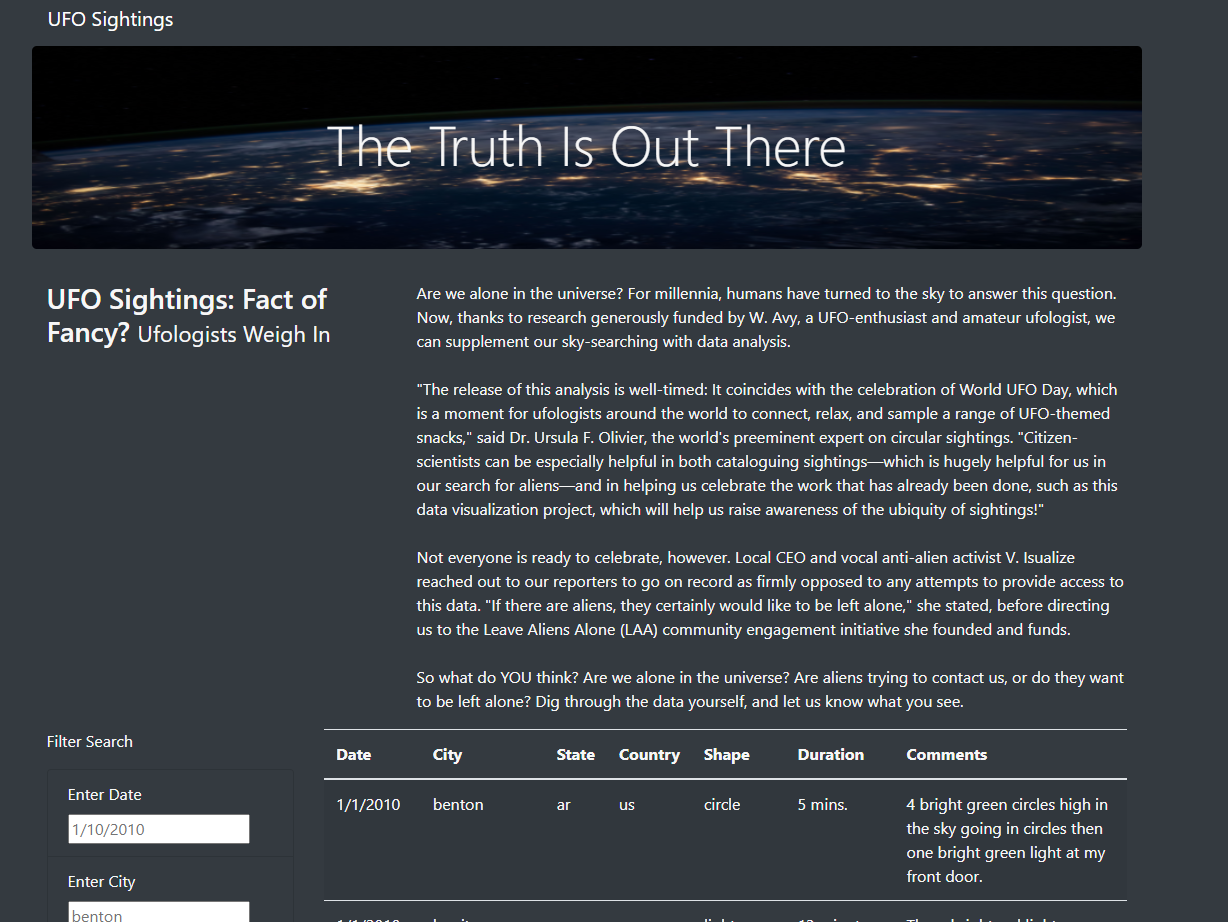 UFO Sightings
The Truth Is Out There
UFO Sightings: Fact of
Fancy? Ufologists Weigh In
Are we alone in the universe? For millennia, humans have turned to the sky to answer this question.
Now, thanks to research generously funded by W. Avy, a UFO-enthusiast and amateur ufologist, we
can supplement our sky-searching with data analysis.
"The release of this analysis is well-timed: It coincides with the celebration of World UFO Day, which
is a moment for ufologists around the world to connect, relax, and sample a range of UFO-themed
snacks," said Dr. Ursula F. Olivier, the world's preeminent expert on circular sightings. "Citizen-
scientists can be especially helpful in both cataloguing sightings—which is hugely helpful for us in
our search for aliens—and in helping us celebrate the work that has already been done, such as this
data visualization project, which will help us raise awareness of the ubiquity of sightings!"
Not everyone is ready to celebrate, however. Local CEO and vocal anti-alien activist V. Isualize
reached out to our reporters to go on record as firmly opposed to any attempts to provide access to
this data. "If there are aliens, they certainly would like to be left alone," she stated, before directing
us to the Leave Aliens Alone (LAA) community engagement initiative she founded and funds.
So what do YOU think? Are we alone in the universe? Are aliens trying to contact us, or do they want
to be left alone? Dig through the data yourself, and let us know what you see.
Filter Search
Enter Date
1/10/2010
Enter City
benton
Date City State Country Shape Duration Comments
1/1/2010 benton ar us circle 5 mins. 4 bright green circles high in
the sky going in circles then
one bright green light at my
front door.